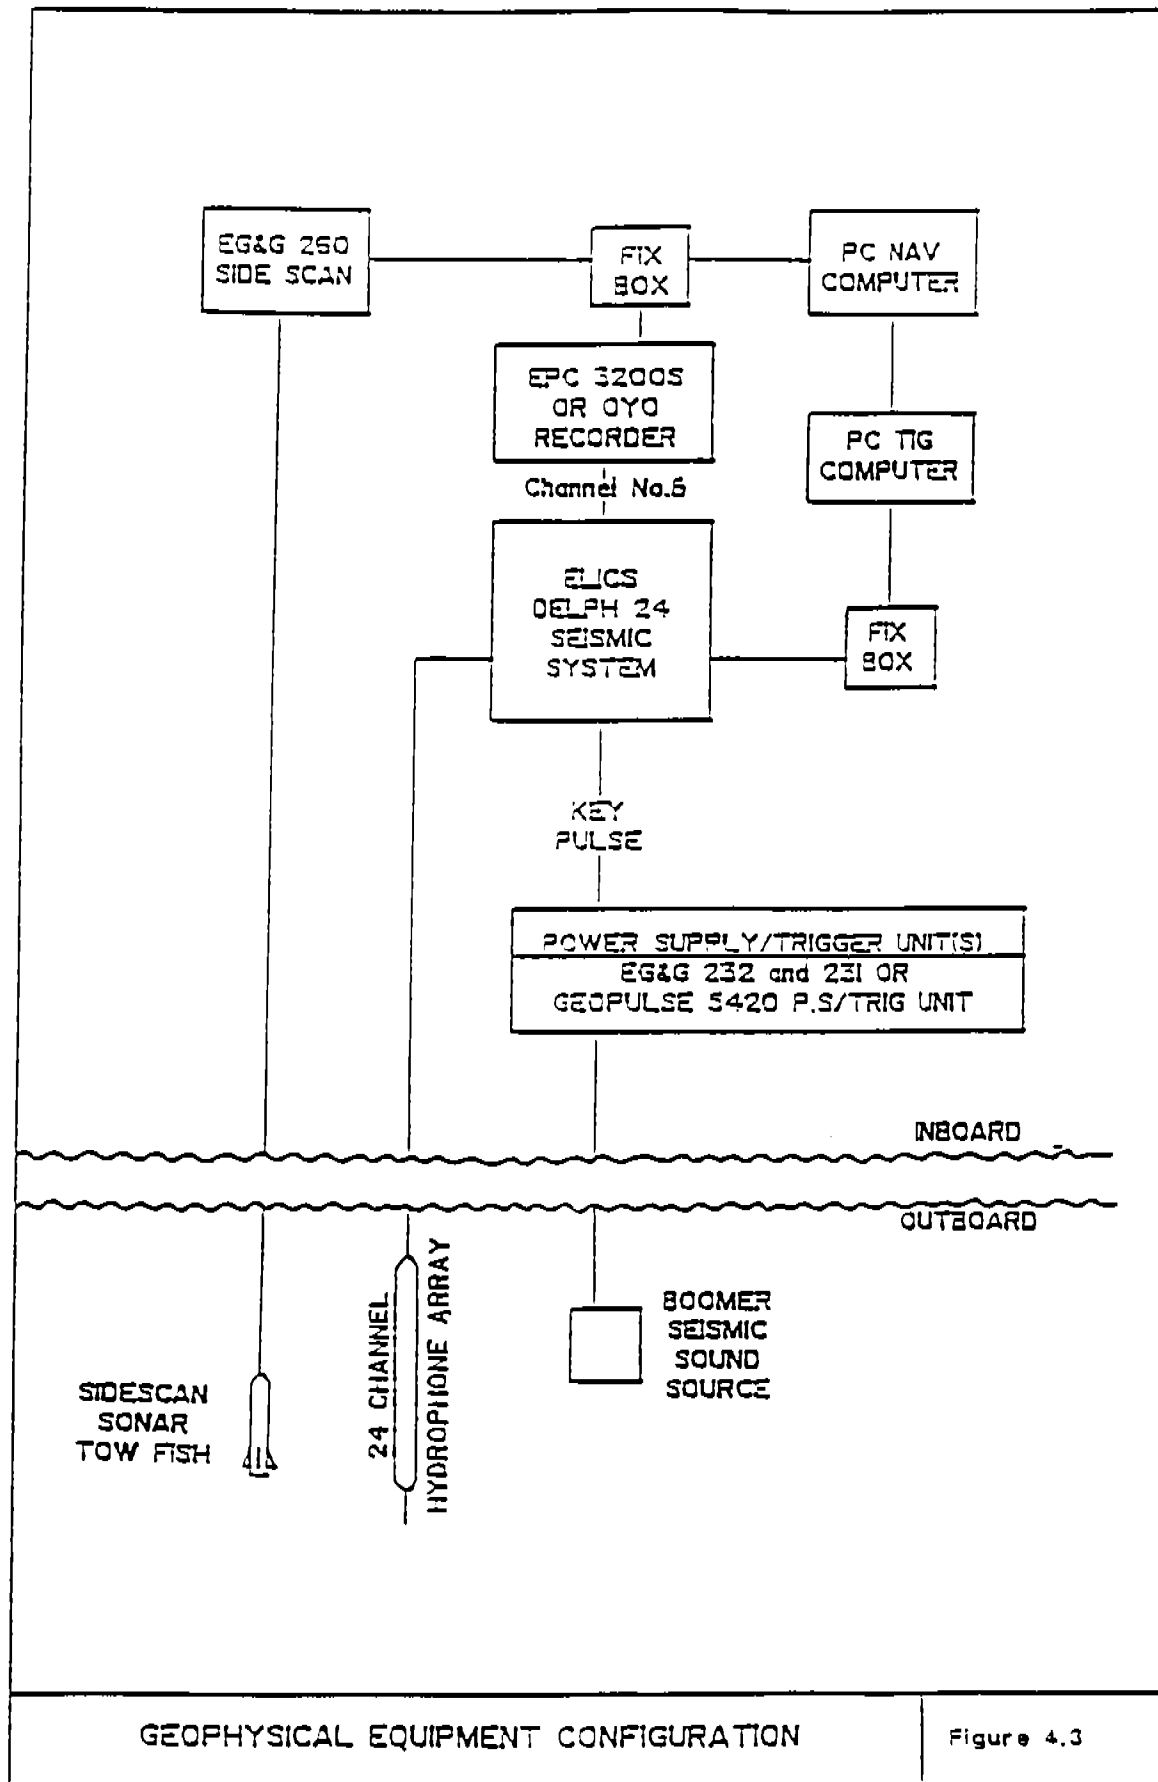 EG&G 260
SIDE SCAN
FIX
BOX
PC NAV
COMPUTER
EPC 3200S
OR OYO
RECORDER
PC TIG
COMPUTER
Channel No.6
ELICS
DELPH 24
SEISMIC
SYSTEM
FIX
BOX
KEY
PULSE
POWER SUPPLY/TRIGGER UNIT(S)
EG&G 232 and 231 OR
GEOPULSE 5420 P.S/TRIG UNIT
INBOARD
OUTBOARD
SIDESCAN
SONAR
TOW FISH
24 CHANNEL
HYDROPHONE ARRAY
BOOMER
SEISMIC
SOUND
SOURCE
GEOPHYSICAL EQUIPMENT CONFIGURATION
Figure 4.3